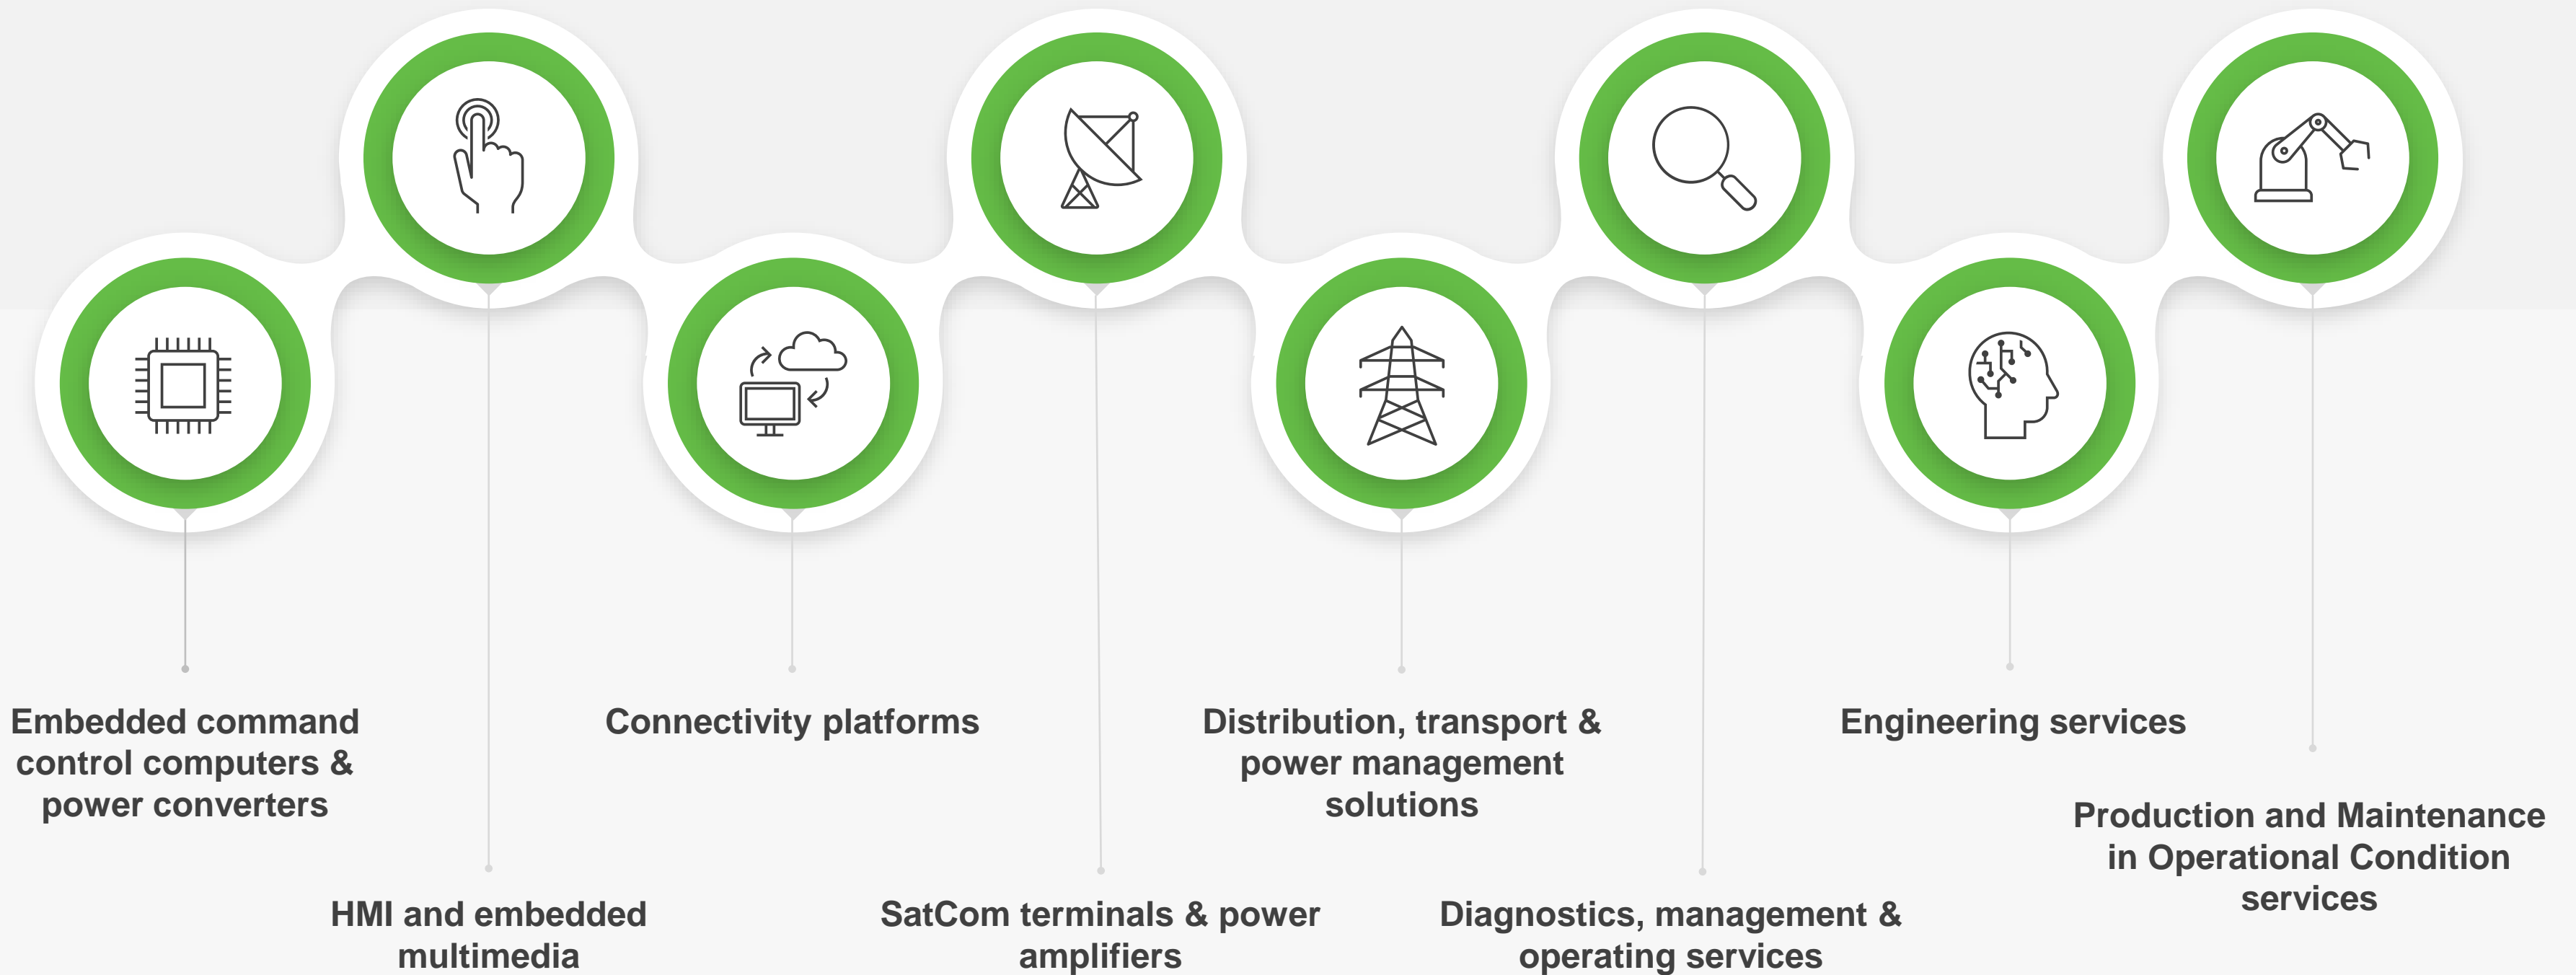 Embedded command
control computers &
power converters
HMI and embedded
multimedia
Connectivity platforms
SatCom terminals & power
amplifiers
Distribution, transport &
power management
solutions
Diagnostics, management &
operating services
Engineering services
Production and Maintenance
in Operational Condition
services